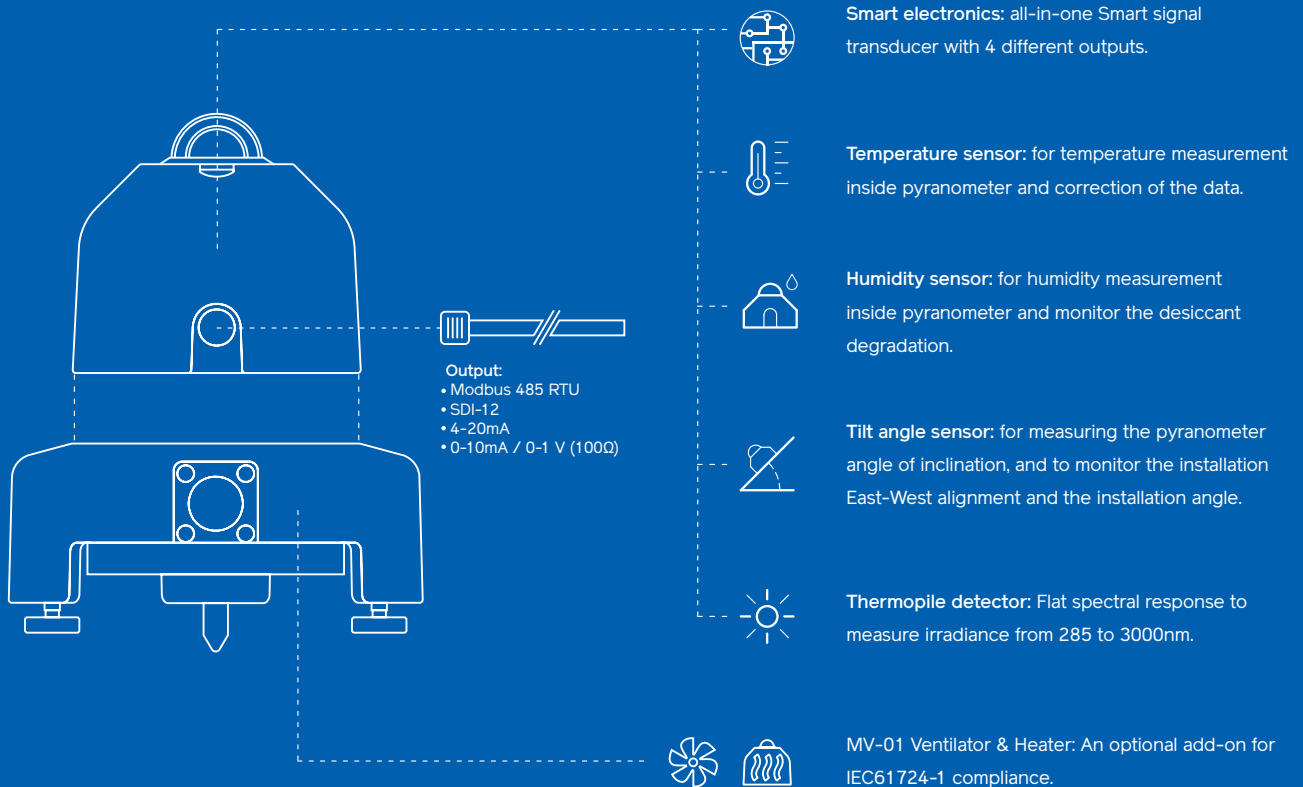 Smart electronics: all-in-one Smart signal
transducer with 4 different outputs.
Temperature sensor: for temperature measurement
inside pyranometer and correction of the data.
Humidity sensor: for humidity measurement
inside pyranometer and monitor the desiccant
degradation.
Output:
• Modbus 485 RTU
• SDI-12
• 4-20mA
• 0-10mA / 0-1 V (100Ω)
Tilt angle sensor: for measuring the pyranometer
angle of inclination, and to monitor the installation
East-West alignment and the installation angle.
Thermopile detector: Flat spectral response to
measure irradiance from 285 to 3000nm.
MV-01 Ventilator & Heater: An optional add-on for
IEC61724-1 compliance.